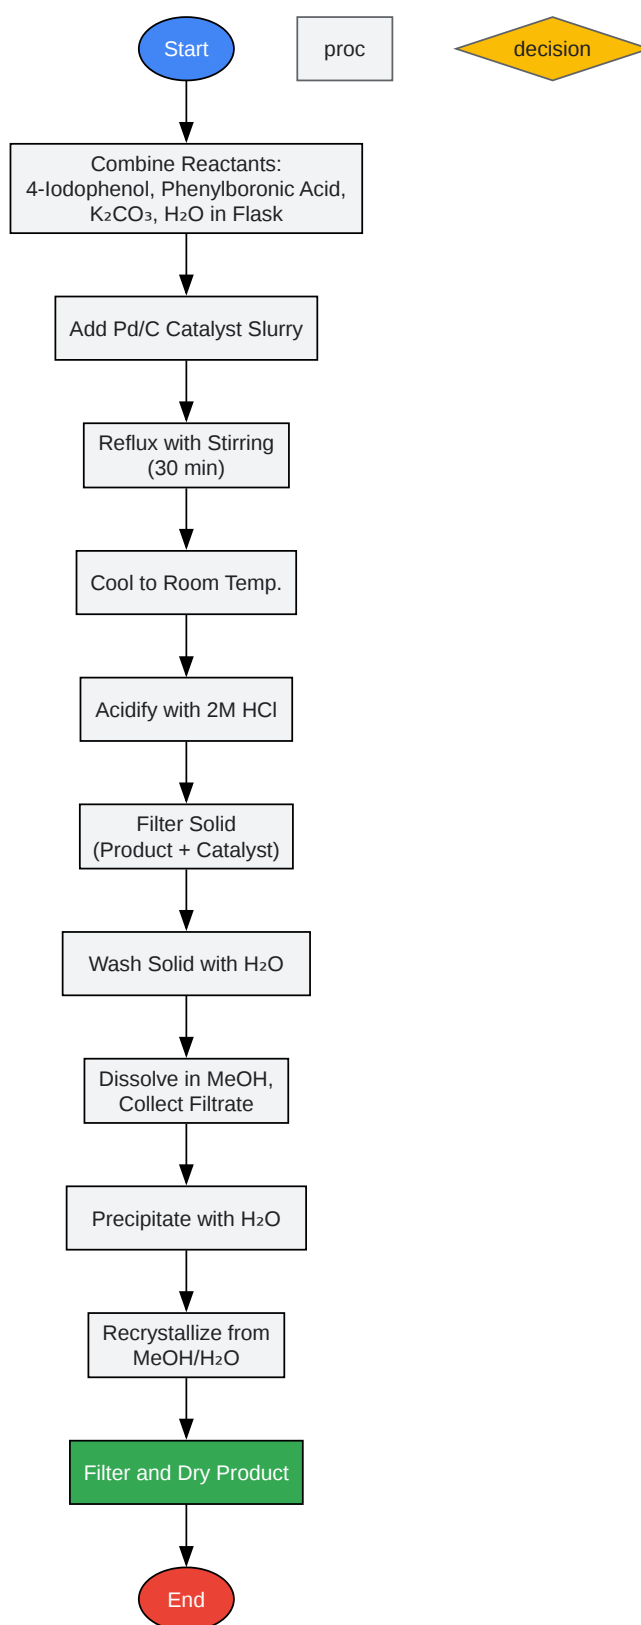 Start
proc
decision
Combine Reactants:
4-Iodophenol, Phenylboronic Acid,
K₂CO₃, H₂O in Flask
Add Pd/C Catalyst Slurry
Reflux with Stirring
(30 min)
Cool to Room Temp.
Acidify with 2M HCl
Filter Solid
(Product + Catalyst)
Wash Solid with H₂O
Dissolve in MeOH,
Collect Filtrate
Precipitate with H₂O
Recrystallize from
MeOH/H₂O
Filter and Dry Product
End